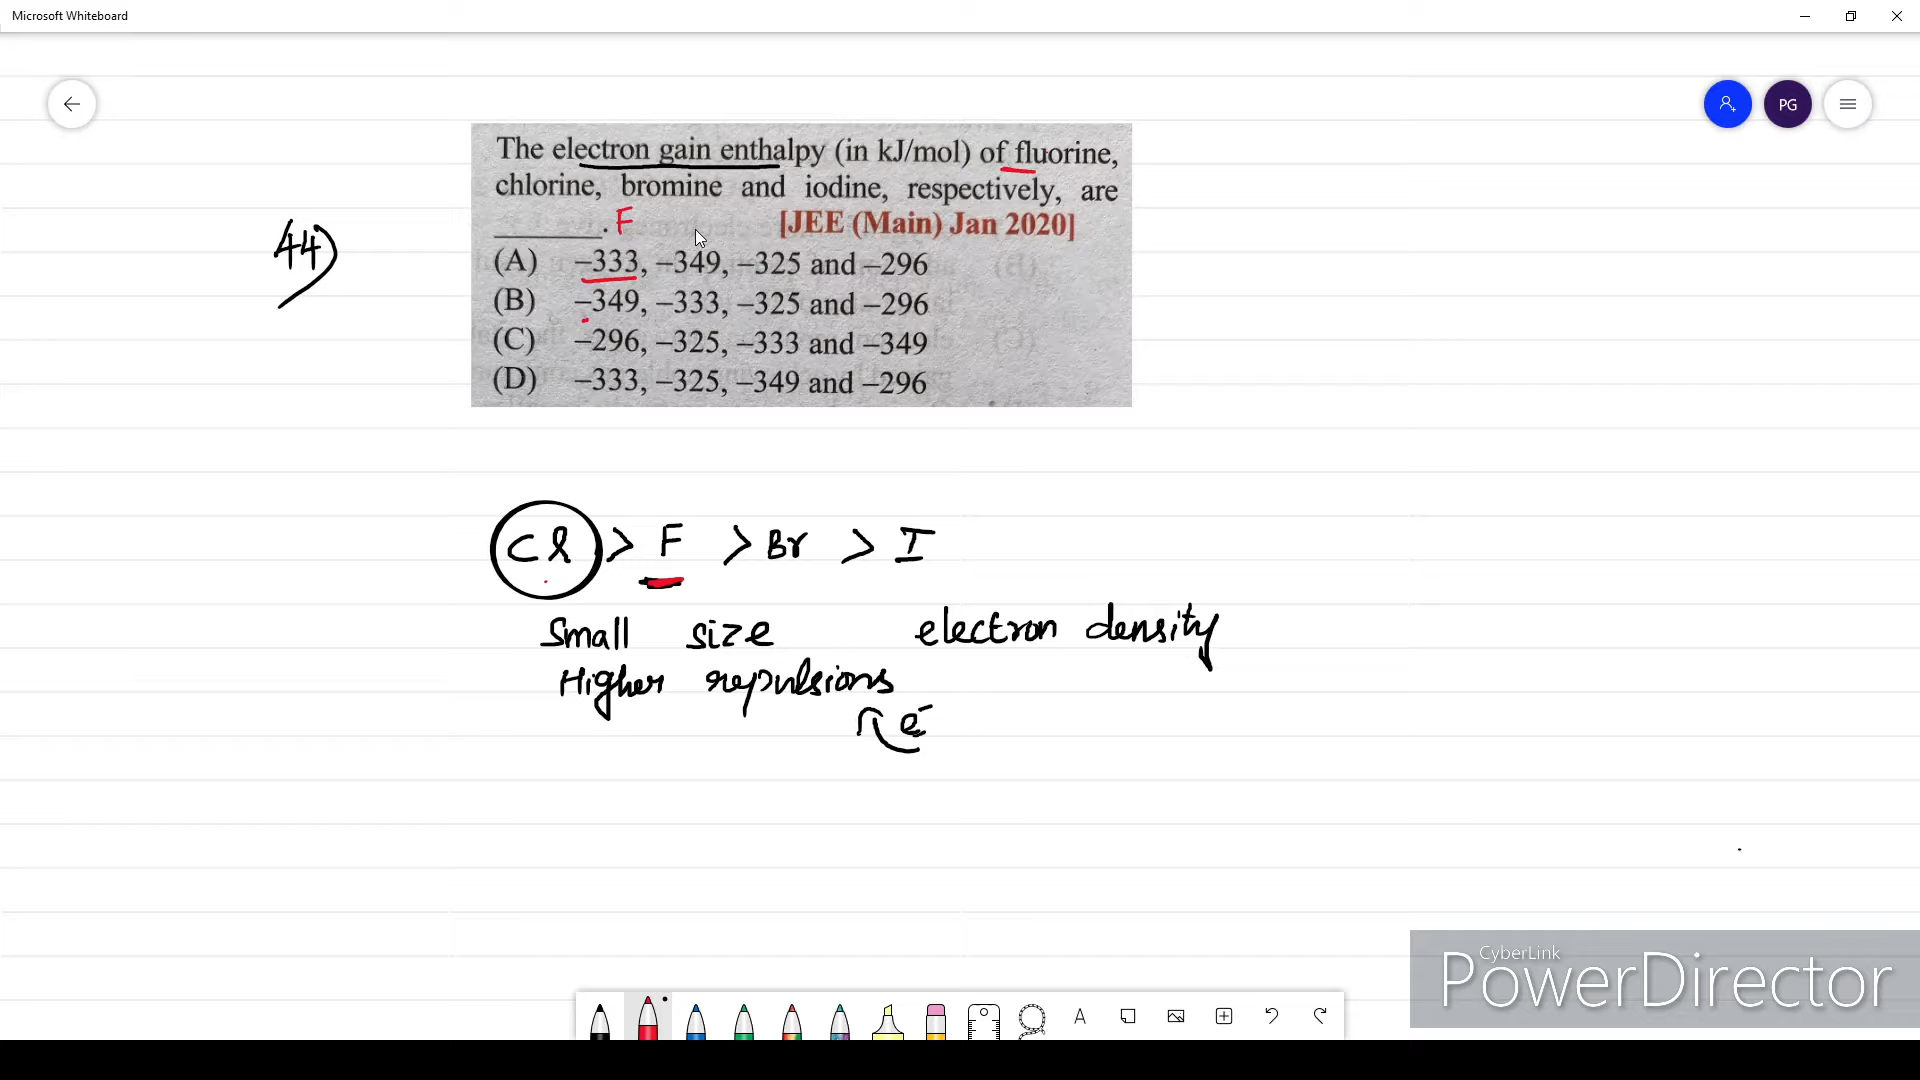 Microsoft Whiteboard
PG
The electron gain enthalpy (in kJ/mol) of fluorine,
chlorine, bromine and iodine, respectively, are
________. F [JEE (Main) Jan 2020]
44)
(A) –333, –349, –325 and –296
(B) –349, –333, –325 and –296
(C) –296, –325, –333 and –349
(D) –333, –325, –349 and –296
Cl > F > Br > I
Small size electron density
Higher repulsions
e-
CyberLink
PowerDirector
A